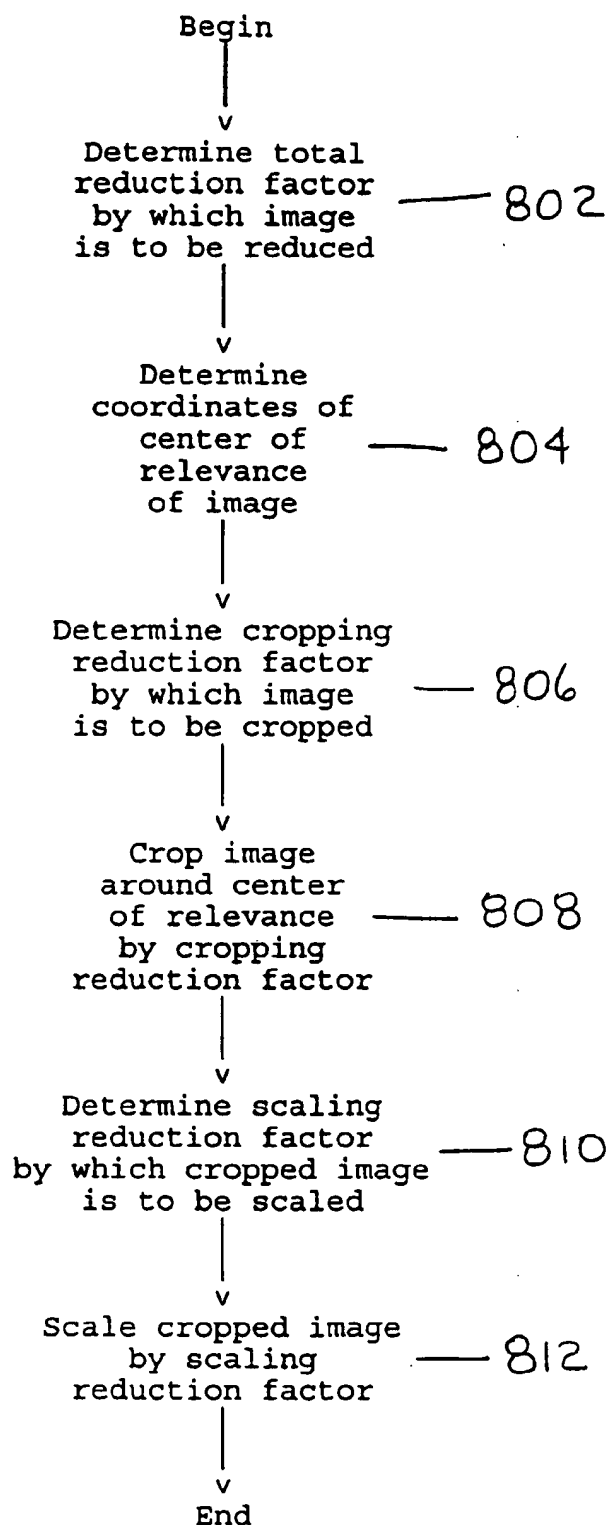 Begin
Determine total
reduction factor
by which image
is to be reduced
802
Determine
coordinates of
center of
relevance
of image
804
Determine cropping
reduction factor
by which image
is to be cropped
806
Crop image
around center
of relevance
by cropping
reduction factor
808
Determine scaling
reduction factor
by which cropped image
is to be scaled
810
Scale cropped image
by scaling
reduction factor
812
End